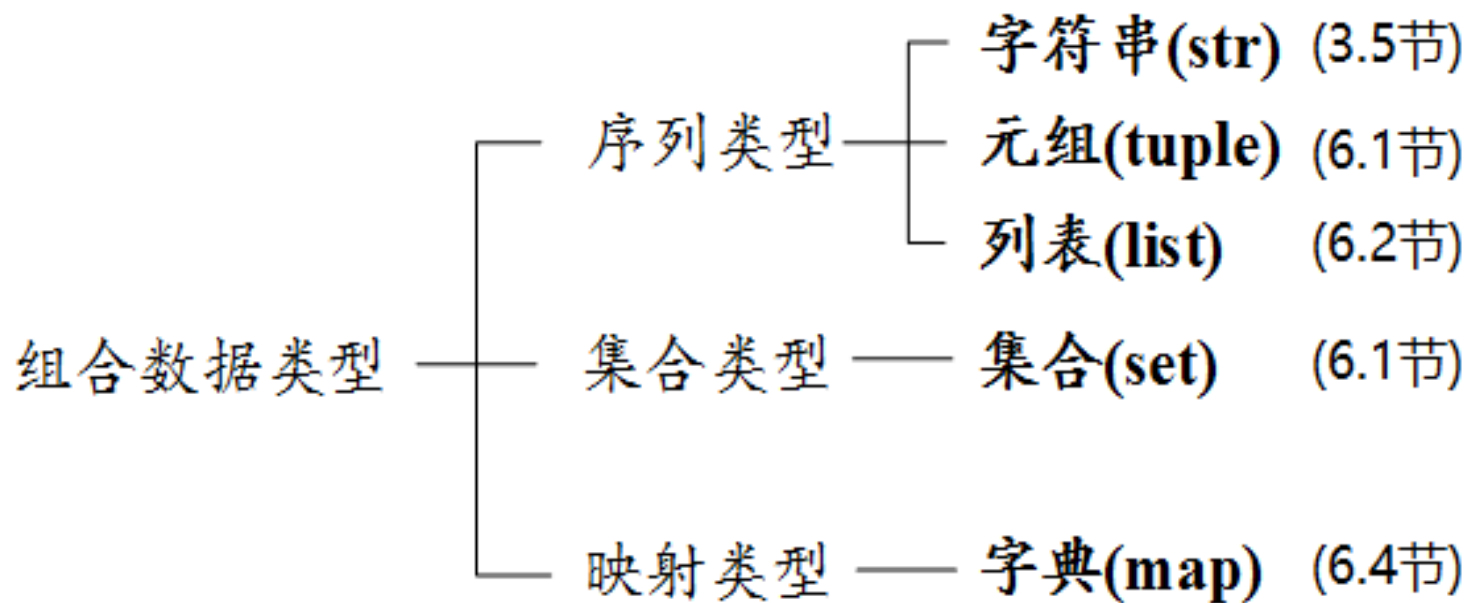 字符串(str) (3.5节)
序列类型 元组(tuple) (6.1节)
列表(list) (6.2节)
组合数据类型 集合类型 集合(set) (6.1节)
映射类型 字典(map) (6.4节)